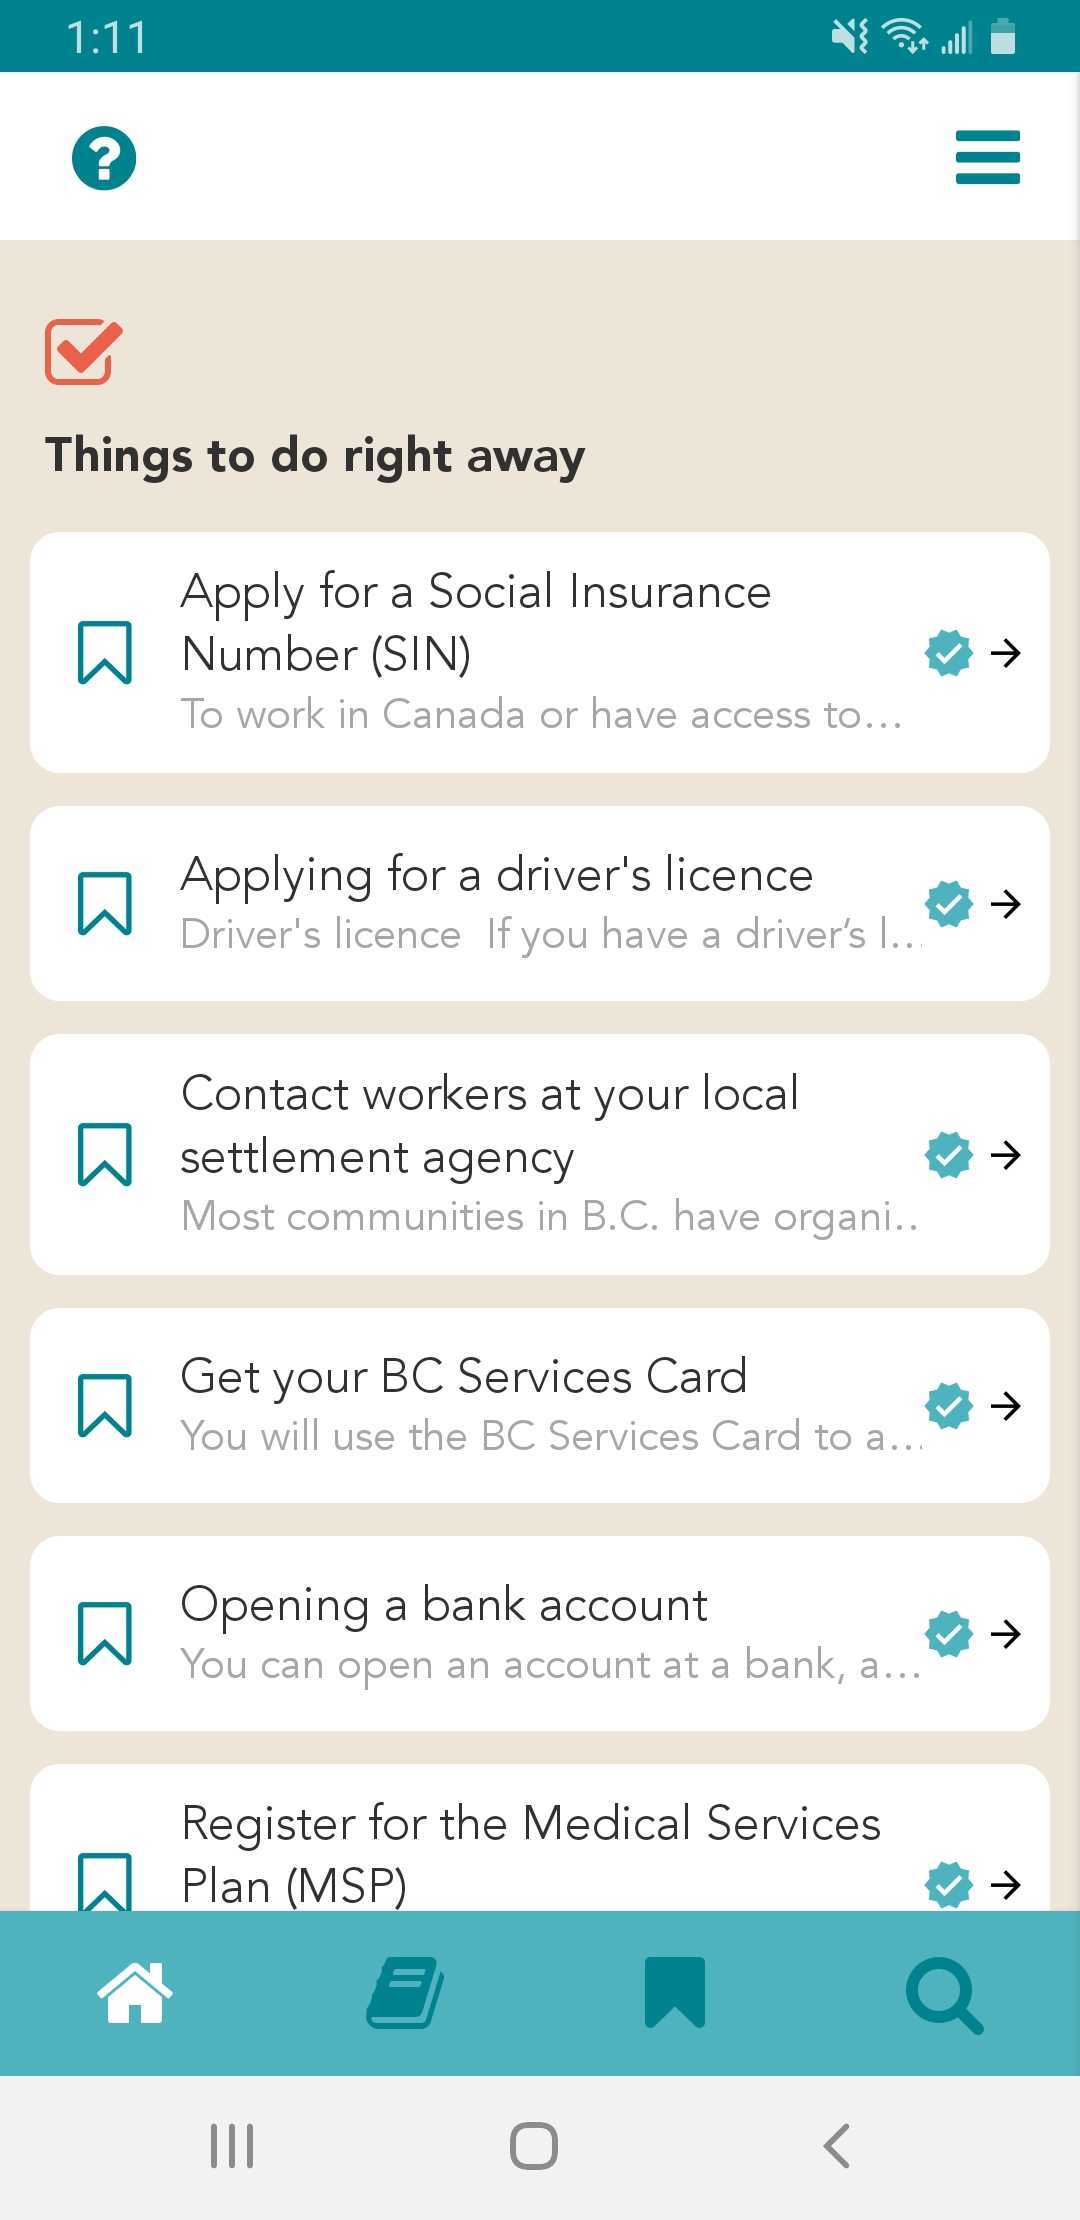 1:11
Things to do right away
Apply for a Social Insurance
Number (SIN)
To work in Canada or have access to...
Applying for a driver's licence
Driver's licence  If you have a driver’s l...
Contact workers at your local
settlement agency
Most communities in B.C. have organi..
Get your BC Services Card
You will use the BC Services Card to a...
Opening a bank account
You can open an account at a bank, a...
Register for the Medical Services
Plan (MSP)